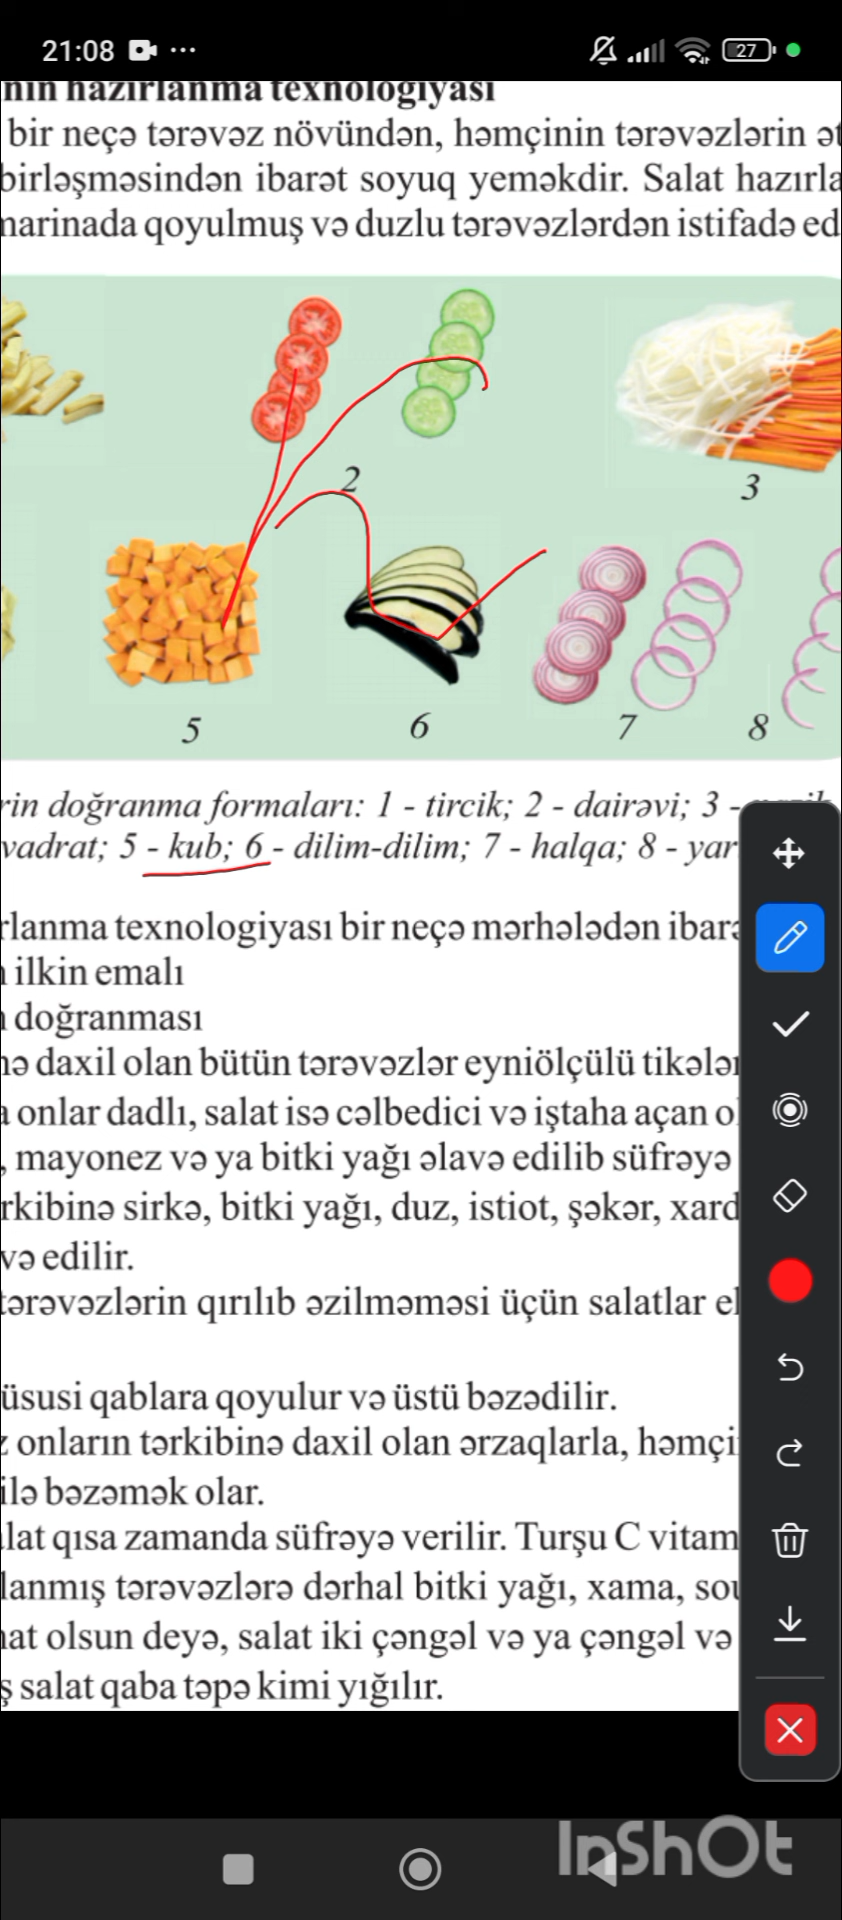 21:08
27
nin hazırlanma texnologiyası
bir neçə tərəvəz növündən, həmçinin tərəvəzlərin ət
birləşməsindən ibarət soyuq yeməkdir. Salat hazırla
marinada qoyulmuş və duzlu tərəvəzlərdən istifadə ed
2
3
5
6
7
8
rin doğranma formaları: 1 - tircik; 2 - dairəvi; 3 -
vadrat; 5 - kub; 6 - dilim-dilim; 7 - halqa; 8 - yar
rlanma texnologiyası bir neçə mərhələdən ibarə
n ilkin emalı
n doğranması
nə daxil olan bütün tərəvəzlər eyniölçülü tikələr
a onlar dadlı, salat isə cəlbedici və iştaha açan o
, mayonez və ya bitki yağı əlavə edilib süfrəyə
rkibinə sirkə, bitki yağı, duz, istiot, şəkər, xard
və edilir.
tərəvəzlərin qırılıb əzilməməsi üçün salatlar el
üsusi qablara qoyulur və üstü bəzədilir.
z onların tərkibinə daxil olan ərzaqlarla, həmçi
ilə bəzəmək olar.
lat qısa zamanda süfrəyə verilir. Turşu C vitam
lanmış tərəvəzlərə dərhal bitki yağı, xama, sou
hat olsun deyə, salat iki çəngəl və ya çəngəl və
ş salat qaba təpə kimi yığılır.
InShOt